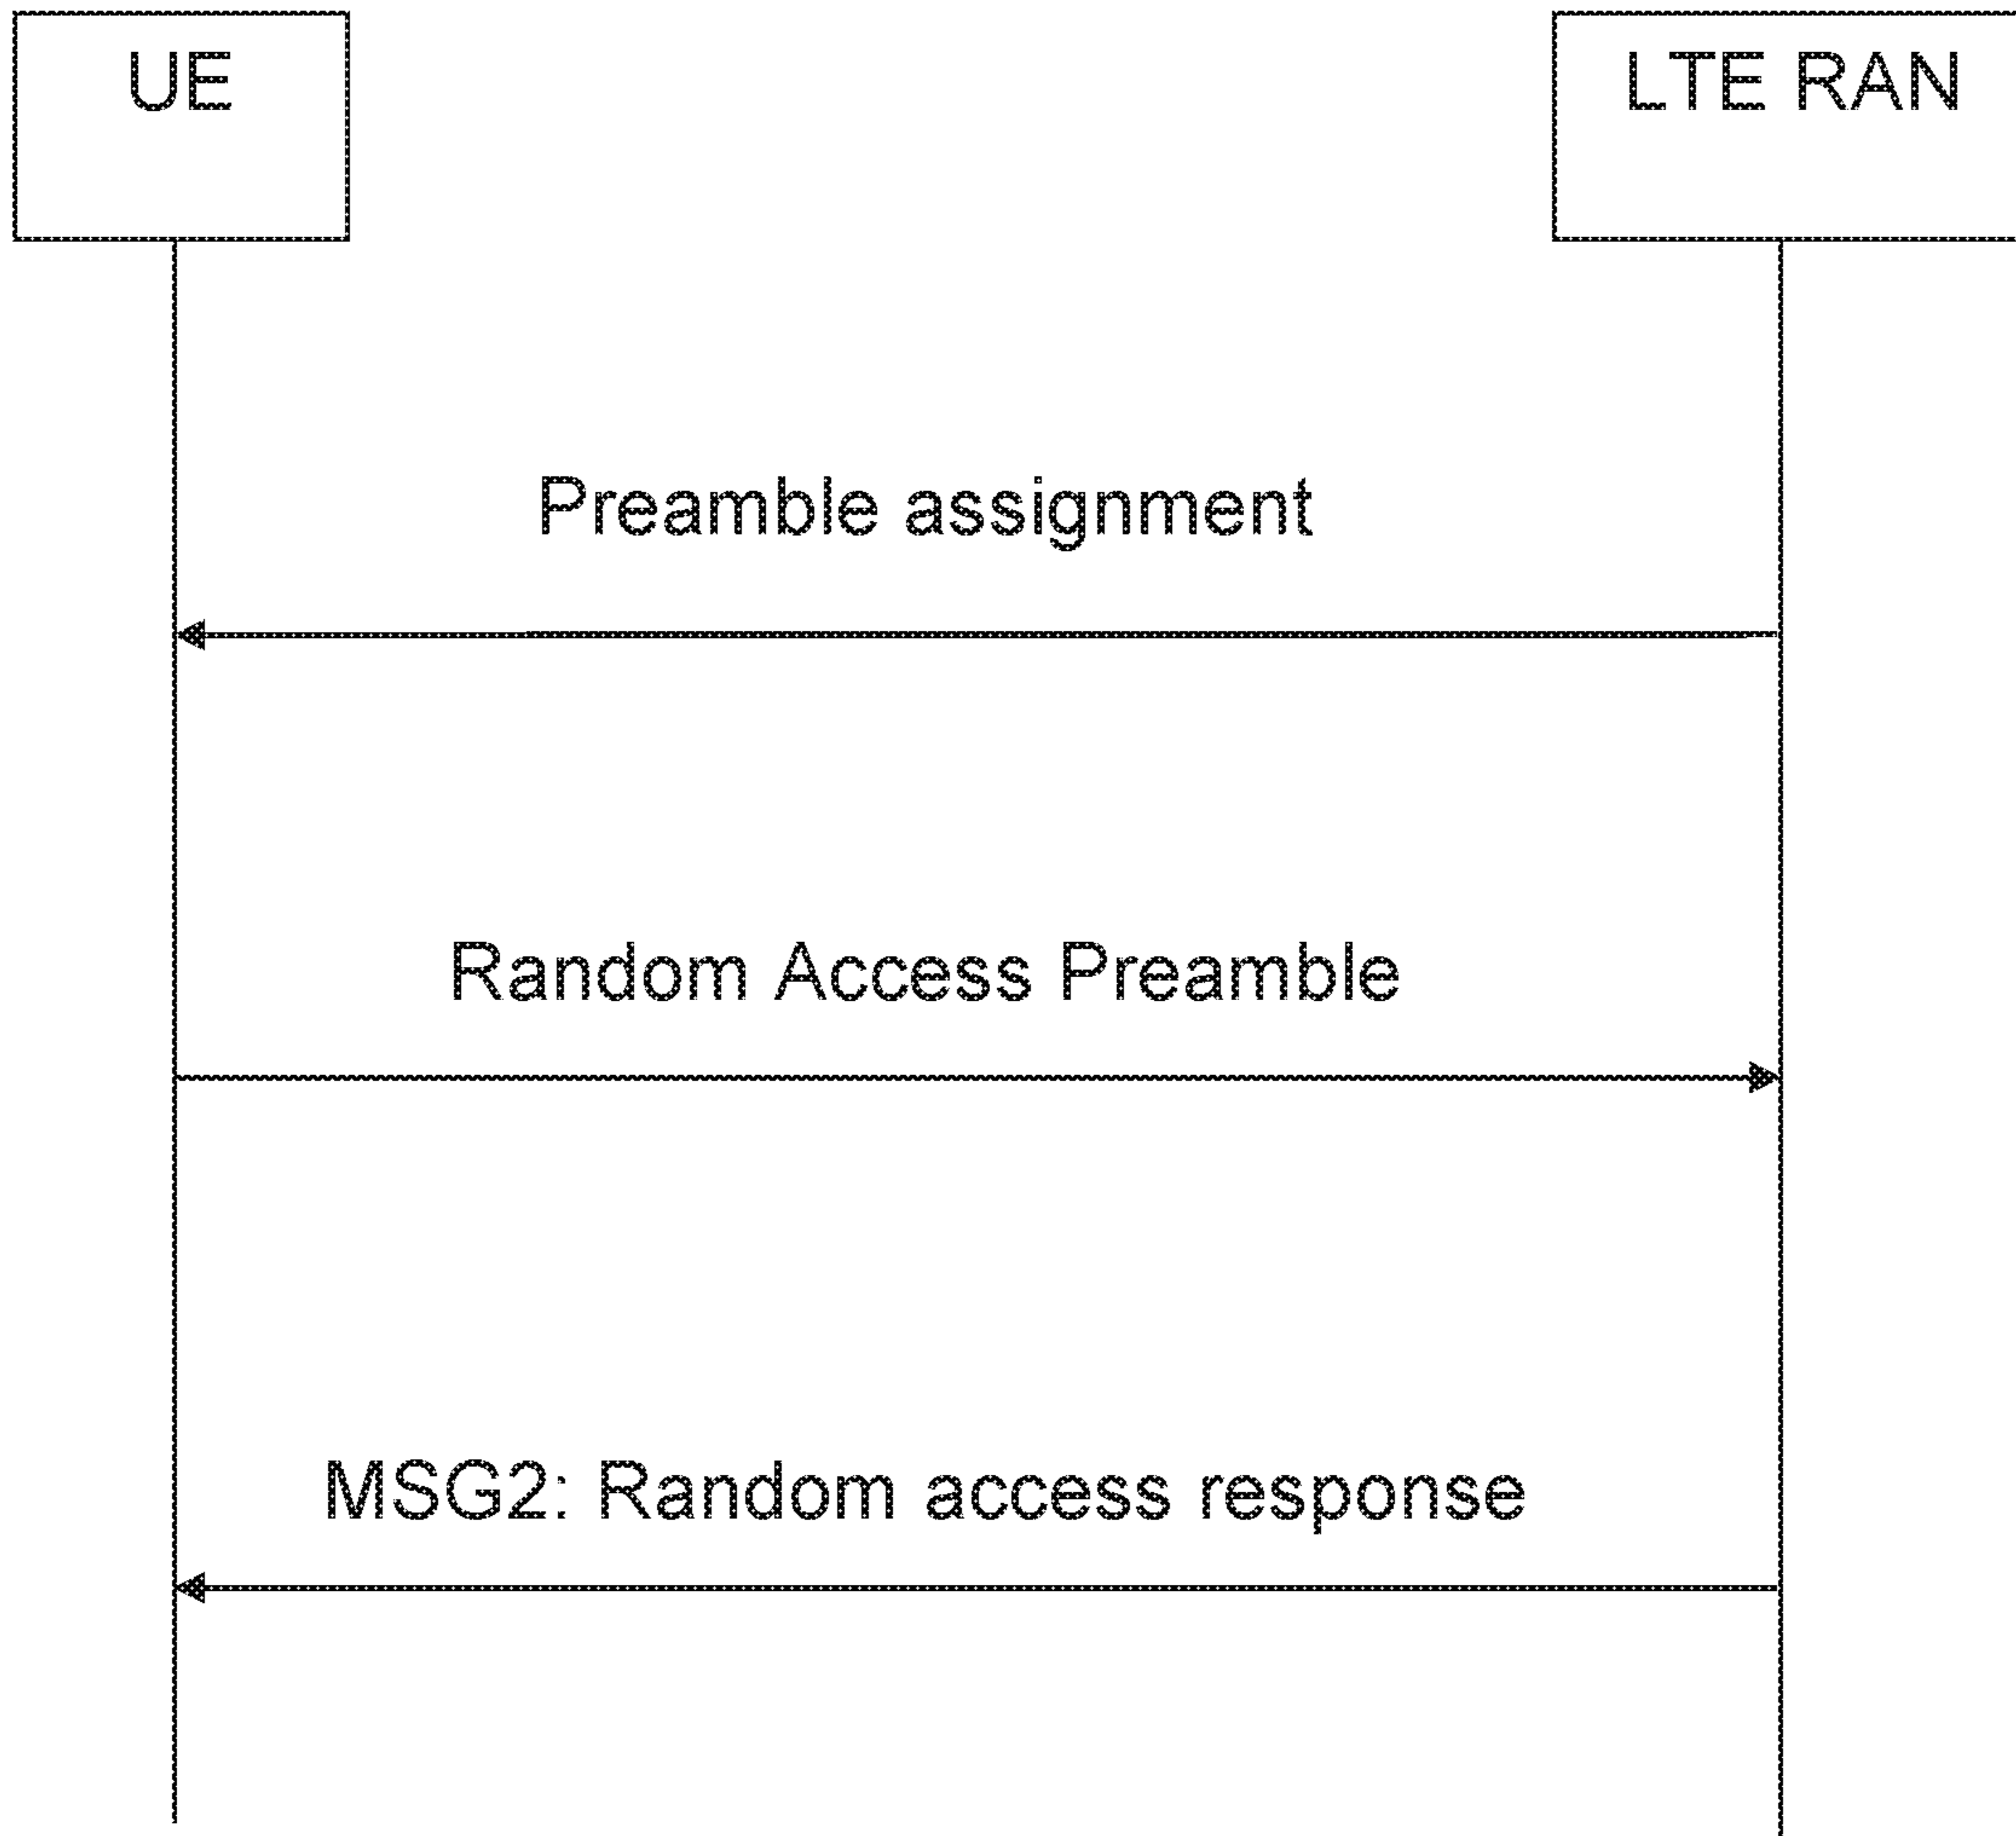 UE
LTE RAN
Preamble assignment
Random Access Preamble
MSG2: Random access response